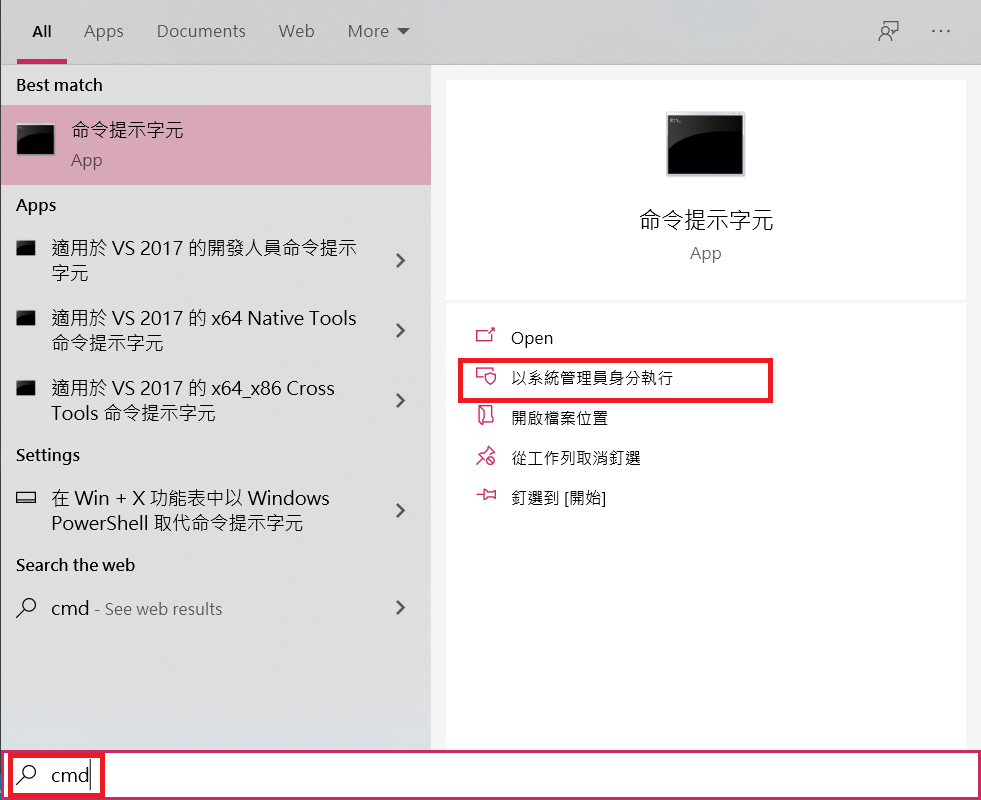 All Apps Documents Web More
Best match
命令提示字元
App
Apps
適用於 VS 2017 的開發人員命令提示
字元
適用於 VS 2017 的 x64 Native Tools
命令提示字元
適用於 VS 2017 的 x64_x86 Cross
Tools 命令提示字元
Settings
在 Win + X 功能表中以 Windows
PowerShell 取代命令提示字元
Search the web
cmd - See web results
命令提示字元
App
Open
以系統管理員身分執行
開啟檔案位置
從工作列取消釘選
釘選到 [開始]
cmd